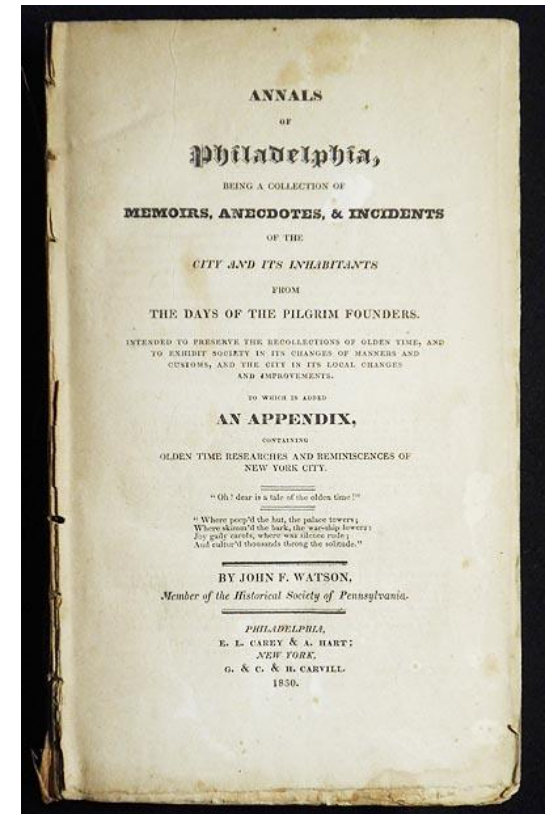 ANNALS
OF
Philadelphia,
BEING A COLLECTION OF
MEMOIRS, ANECDOTES, & INCIDENTS
OF THE
CITY AND ITS INHABITANTS
FROM
THE DAYS OF THE PILGRIM FOUNDERS.
INTENDED TO PRESERVE THE RECOLLECTIONS OF OLDEN TIME, AND
TO EXHIBIT SOCIETY IN ITS CHANGES OF MANNERS AND
CUSTOMS, AND THE CITY IN ITS LOCAL CHANGES
AND IMPROVEMENTS.
TO WHICH IS ADDED
AN APPENDIX,
CONTAINING
OLDEN TIME RESEARCHES AND REMINISCENCES OF
NEW YORK CITY.
"Oh! dear is a tale of the olden time!"
"Where peep'd the hut, the palace towers;
Where skimm'd the bark, the war-ship lowers;
Joy gaily carols, where was silence rude;
And cultur'd thousands throng the solitude."
BY JOHN F. WATSON,
Member of the Historical Society of Pennsylvania.
PHILADELPHIA,
E. L. CAREY & A. HART;
NEW YORK,
G. & C. & H. CARVILL.
1830.